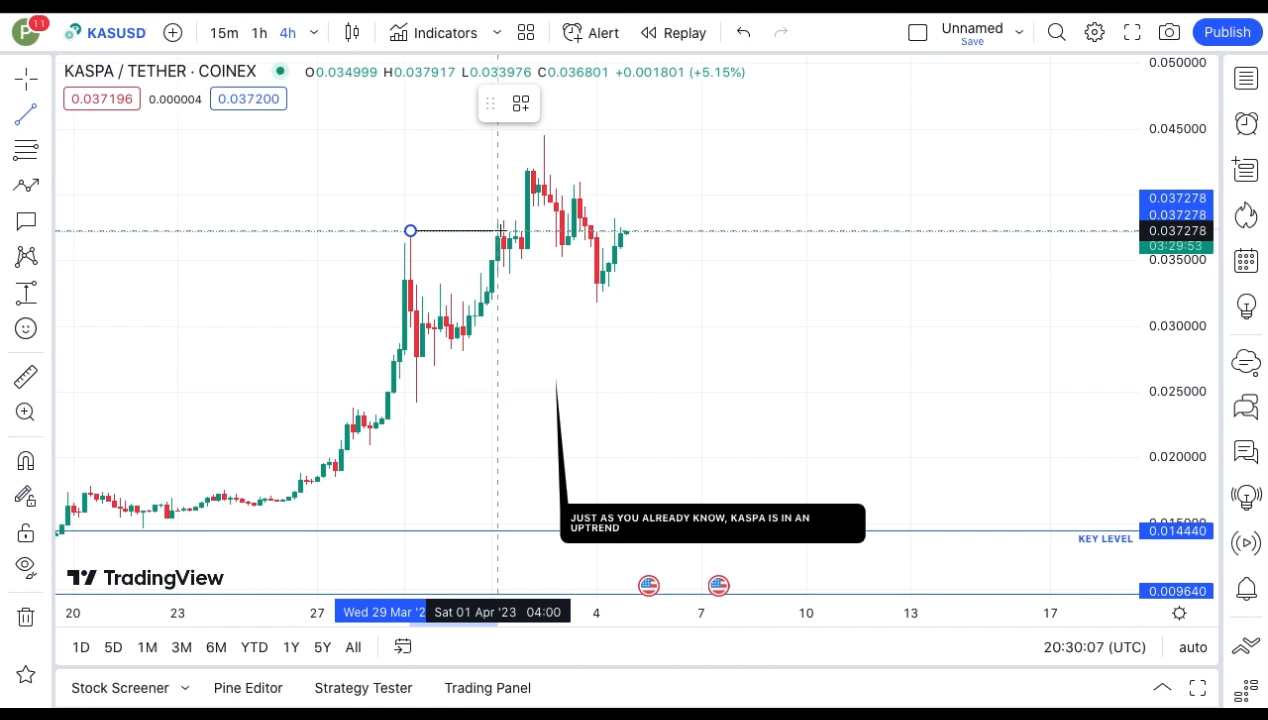 P 11 KASUSD 15m 1h 4h Indicators Alert Replay Unnamed Save Publish
KASPA / TETHER · COINEX O0.034999 H0.037917 L0.033976 C0.036801 +0.001801 (+5.15%)
0.037196 0.000004 0.037200
0.050000
0.045000
0.037278
0.037278
0.037278
03:29:53
0.035000
0.030000
0.025000
0.020000
JUST AS YOU ALREADY KNOW, KASPA IS IN AN
UPTREND
0.015000
0.014440
KEY LEVEL
TradingView
0.009640
20 23 27 Wed 29 Mar '2 Sat 01 Apr '23 04:00 4 7 10 13 17
1D 5D 1M 3M 6M YTD 1Y 5Y All 20:30:07 (UTC) auto
Stock Screener Pine Editor Strategy Tester Trading Panel